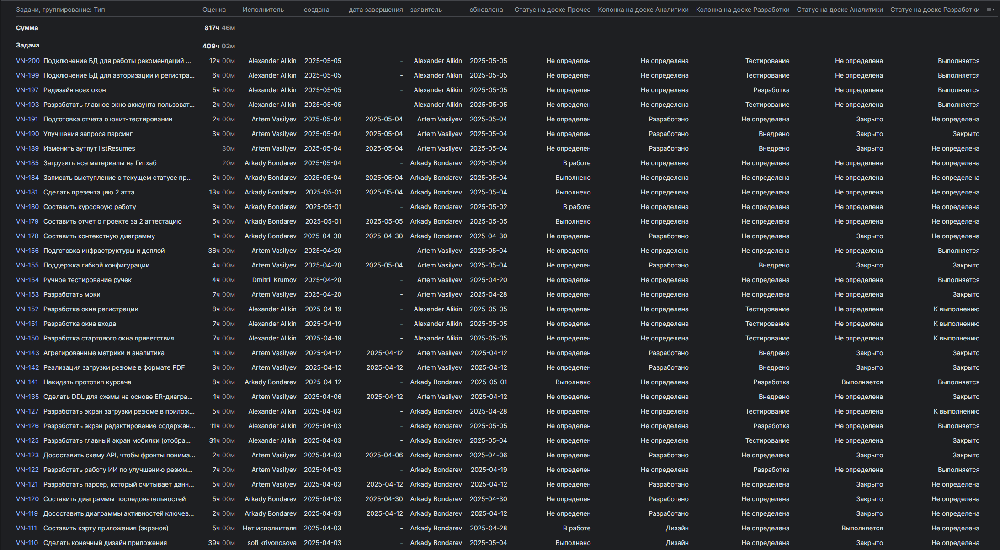 Задачи, группирование: Тип Оценка Исполнитель создана дата завершения заявитель обновлена Статус на доске Прочее Колонка на доске Аналитики Колонка на доске Разработки Статус на доске Аналитики Статус на доске Разработки
Сумма 817ч 46м
Задача 409ч 02м
VN-200 Подключение БД для работы рекомендаций ... 12ч 00м Alexander Alikin 2025-05-05 - Alexander Alikin 2025-05-05 Не определен Не определена Тестирование Не определена Выполняется
VN-199 Подключение БД для авторизации и регистра... 6ч 00м Alexander Alikin 2025-05-05 - Alexander Alikin 2025-05-05 Не определен Не определена Тестирование Не определена Выполняется
VN-197 Редизайн всех окон 5ч 00м Alexander Alikin 2025-05-05 - Alexander Alikin 2025-05-05 Не определен Не определена Разработка Не определена Выполняется
VN-193 Разработать главное окно аккаунта пользоват... 2ч 00м Alexander Alikin 2025-05-05 - Alexander Alikin 2025-05-05 Не определен Не определена Тестирование Не определена Выполняется
VN-191 Подготовка отчета о юнит-тестировании 2ч 00м Artem Vasilyev 2025-05-04 2025-05-04 Artem Vasilyev 2025-05-04 Не определен Разработано Не определена Закрыто Не определена
VN-190 Улучшения запроса парсинг 3ч 00м Artem Vasilyev 2025-05-04 2025-05-04 Artem Vasilyev 2025-05-04 Не определен Разработано Внедрено Закрыто Закрыто
VN-189 Изменить аутпут listResumes 30м Artem Vasilyev 2025-05-04 2025-05-04 Artem Vasilyev 2025-05-04 Не определен Разработано Внедрено Закрыто Не определена
VN-185 Загрузить все материалы на Гитхаб 20м Arkady Bondarev 2025-05-04 - Arkady Bondarev 2025-05-04 В работе Не определена Не определена Не определена Не определена
VN-184 Записать выступление о текущем статусе пр... 2ч 00м Arkady Bondarev 2025-05-04 2025-05-04 Arkady Bondarev 2025-05-04 Выполнено Не определена Не определена Не определена Не определена
VN-181 Сделать презентацию 2 атта 13ч 00м Arkady Bondarev 2025-05-01 2025-05-04 Arkady Bondarev 2025-05-04 Выполнено Не определена Не определена Не определена Не определена
VN-180 Составить курсовоую работу 3ч 00м Arkady Bondarev 2025-05-01 - Arkady Bondarev 2025-05-02 В работе Не определена Не определена Не определена Не определена
VN-179 Составить отчет о проекте за 2 аттестацию 5ч 00м Arkady Bondarev 2025-05-01 2025-05-05 Arkady Bondarev 2025-05-05 Выполнено Не определена Не определена Не определена Не определена
VN-178 Составить контекстную диаграмму 1ч 00м Arkady Bondarev 2025-04-30 2025-04-30 Arkady Bondarev 2025-04-30 Не определен Разработано Не определена Закрыто Не определена
VN-156 Подготовка инфраструктуры и деплой 36ч 00м Artem Vasilyev 2025-04-20 - Artem Vasilyev 2025-05-04 Не определен Не определена Не определена Не определена Выполняется
VN-155 Поддержка гибкой конфигурации 4ч 00м Artem Vasilyev 2025-04-20 2025-05-04 Artem Vasilyev 2025-05-04 Не определен Разработано Внедрено Закрыто Закрыто
VN-154 Ручное тестирование ручек 4ч 00м Dmitrii Krumov 2025-04-20 - Artem Vasilyev 2025-04-20 Не определен Не определена Не определена Не определена Выполняется
VN-153 Разработать моки 7ч 00м Artem Vasilyev 2025-04-20 - Artem Vasilyev 2025-04-28 Не определен Не определена Не определена Не определена Закрыто
VN-152 Разработка окна регистрации 8ч 00м Alexander Alikin 2025-04-19 - Alexander Alikin 2025-05-05 Не определен Не определена Тестирование Не определена К выполнению
VN-151 Разработка окна входа 7ч 00м Alexander Alikin 2025-04-19 - Alexander Alikin 2025-05-05 Не определен Не определена Тестирование Не определена К выполнению
VN-150 Разработка стартового окна приветствия 7ч 00м Alexander Alikin 2025-04-19 - Alexander Alikin 2025-05-05 Не определен Не определена Тестирование Не определена К выполнению
VN-143 Агрегированные метрики и аналитика 1ч 00м Artem Vasilyev 2025-04-12 2025-04-12 Artem Vasilyev 2025-04-12 Не определен Разработано Внедрено Закрыто Закрыто
VN-142 Реализация загрузки резюме в формате PDF 3ч 00м Artem Vasilyev 2025-04-12 2025-04-12 Artem Vasilyev 2025-04-12 Не определен Разработано Внедрено Закрыто Закрыто
VN-141 Накидать прототип курсача 8ч 00м Arkady Bondarev 2025-04-12 - Arkady Bondarev 2025-05-01 Выполнено Не определена Разработка Выполняется Выполняется
VN-135 Сделать DDL для схемы на основе ER-диагра... 1ч 00м Artem Vasilyev 2025-04-06 2025-04-12 Artem Vasilyev 2025-04-12 Не определен Не определена Внедрено Не определена Закрыто
VN-127 Разработать экран загрузки резюме в прилож... 5ч 00м Alexander Alikin 2025-04-03 - Arkady Bondarev 2025-04-28 Не определен Не определена Тестирование Не определена К выполнению
VN-126 Разработать экран редактирование содержан... 11ч 00м Alexander Alikin 2025-04-03 - Arkady Bondarev 2025-05-05 Не определен Не определена Разработка Не определена Выполняется
VN-125 Разработать главный экран мобилки (отобра... 31ч 00м Alexander Alikin 2025-04-03 - Arkady Bondarev 2025-05-04 Не определен Не определена Тестирование Не определена Закрыто
VN-123 Досоставить схему API, чтобы фронты понима... 2ч 00м Artem Vasilyev 2025-04-03 2025-04-06 Arkady Bondarev 2025-04-06 Не определен Разработано Не определена Закрыто Закрыто
VN-122 Разработать работу ИИ по улучшению резюм... 7ч 00м Artem Vasilyev 2025-04-03 - Arkady Bondarev 2025-04-19 Не определен Не определена Разработка Не определена Выполняется
VN-121 Разработать парсер, который считывает данн... 5ч 00м Artem Vasilyev 2025-04-03 2025-04-12 Arkady Bondarev 2025-04-12 Не определен Разработано Не определена Закрыто Не определена
VN-120 Составить диаграммы последовательностей 5ч 00м Arkady Bondarev 2025-04-03 2025-04-30 Arkady Bondarev 2025-04-30 Не определен Разработано Не определена Закрыто Не определена
VN-119 Досоставить диаграммы активностей ключев... 2ч 00м Arkady Bondarev 2025-04-03 2025-04-12 Arkady Bondarev 2025-04-12 Не определен Разработано Не определена Закрыто Не определена
VN-111 Составить карту приложения (экранов) 5ч 00м Нет исполнителя 2025-04-03 - Arkady Bondarev 2025-04-28 В работе Дизайн Не определена Выполняется Не определена
VN-110 Сделать конечный дизайн приложения 39ч 00м sofi krivonosova 2025-04-03 - Arkady Bondarev 2025-05-04 Выполнено Дизайн Не определена Закрыто Не определена